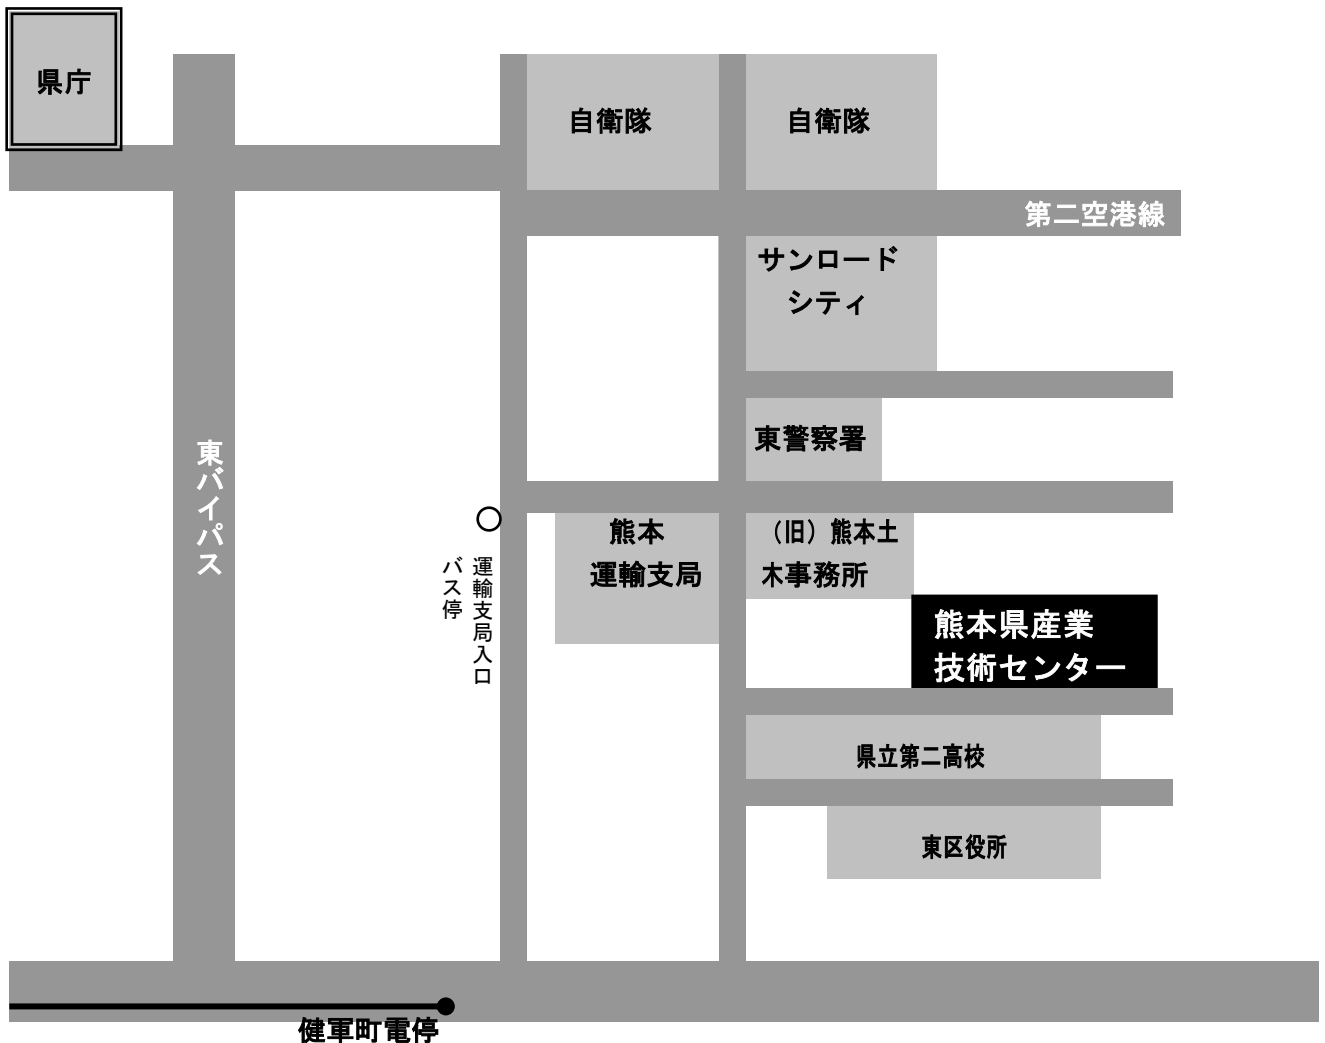 県庁
自衛隊
自衛隊
第二空港線
サンロード
シティ
東警察署
東バイパス
熊本
運輸支局
（旧）熊本土
木事務所
運輸支局入口
バス停
熊本県産業
技術センター
県立第二高校
東区役所
健軍町電停